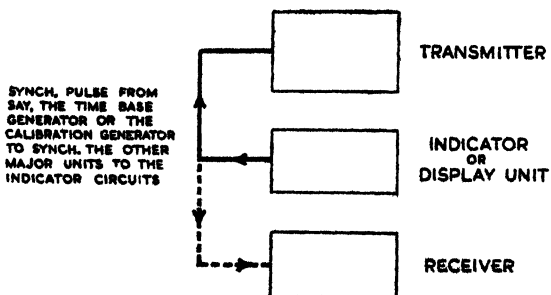 TRANSMITTER
SYNCH. PULSE FROM
SAY, THE TIME BASE
GENERATOR OR THE
CALIBRATION GENERATOR
TO SYNCH. THE OTHER
MAJOR UNITS TO THE
INDICATOR CIRCUITS
INDICATOR
OR
DISPLAY UNIT
RECEIVER